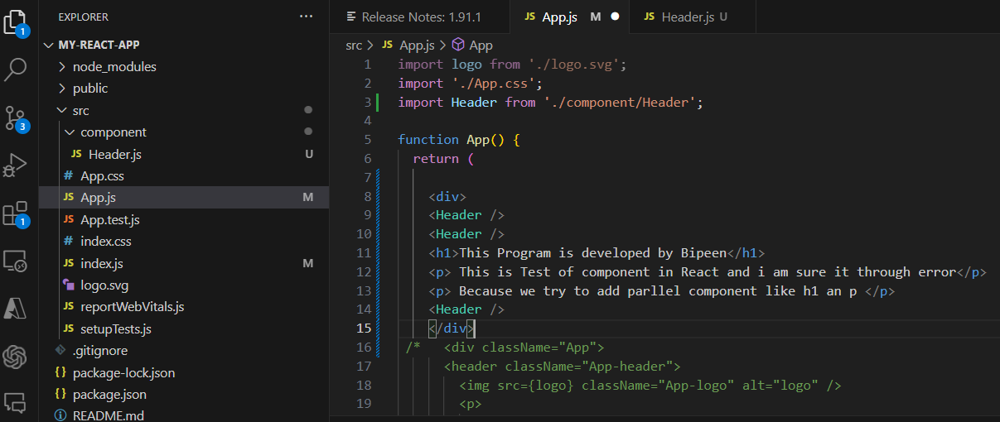 EXPLORER
MY-REACT-APP
node_modules
public
src
component
JS Header.js U
# App.css
JS App.js M
JS App.test.js
# index.css
JS index.js M
logo.svg
JS reportWebVitals.js
JS setupTests.js
.gitignore
{} package-lock.json
{} package.json
README.md
1
3
1
Release Notes: 1.91.1
JS App.js M
JS Header.js U
src > JS App.js > App
1 import logo from './logo.svg';
2 import './App.css';
3 import Header from './component/Header';
4
5 function App() {
6 return (
7
8 <div>
9 <Header />
10 <Header />
11 <h1>This Program is developed by Bipeen</h1>
12 <p> This is Test of component in React and i am sure it through error</p>
13 <p> Because we try to add parllel component like h1 an p </p>
14 <Header />
15 </div>
16 /* <div className="App">
17 <header className="App-header">
18 <img src={logo} className="App-logo" alt="logo" />
19 <p>